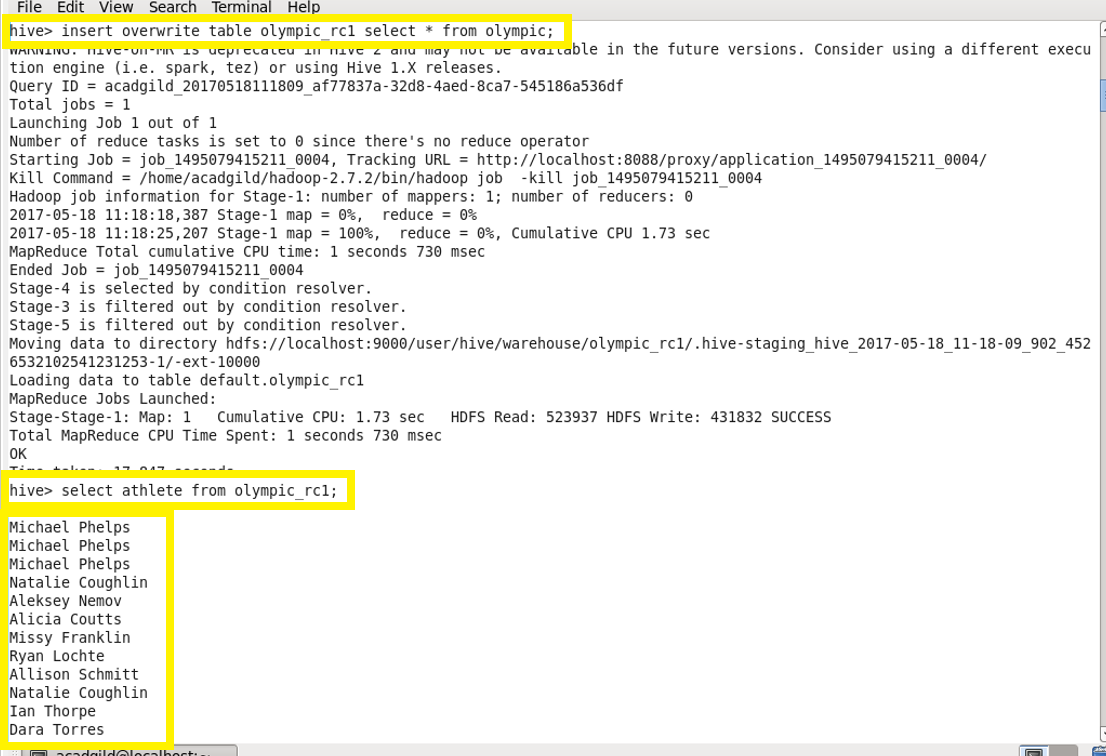 File Edit View Search Terminal Help
hive> insert overwrite table olympic_rc1 select * from olympic;
WARNING: Hive-on-MR is deprecated in Hive 2 and may not be available in the future versions. Consider using a different execu
tion engine (i.e. spark, tez) or using Hive 1.X releases.
Query ID = acadgild_20170518111809_af77837a-32d8-4aed-8ca7-545186a536df
Total jobs = 1
Launching Job 1 out of 1
Number of reduce tasks is set to 0 since there's no reduce operator
Starting Job = job_1495079415211_0004, Tracking URL = http://localhost:8088/proxy/application_1495079415211_0004/
Kill Command = /home/acadgild/hadoop-2.7.2/bin/hadoop job  -kill job_1495079415211_0004
Hadoop job information for Stage-1: number of mappers: 1; number of reducers: 0
2017-05-18 11:18:18,387 Stage-1 map = 0%,  reduce = 0%
2017-05-18 11:18:25,207 Stage-1 map = 100%,  reduce = 0%, Cumulative CPU 1.73 sec
MapReduce Total cumulative CPU time: 1 seconds 730 msec
Ended Job = job_1495079415211_0004
Stage-4 is selected by condition resolver.
Stage-3 is filtered out by condition resolver.
Stage-5 is filtered out by condition resolver.
Moving data to directory hdfs://localhost:9000/user/hive/warehouse/olympic_rc1/.hive-staging_hive_2017-05-18_11-18-09_902_452
6532102541231253-1/-ext-10000
Loading data to table default.olympic_rc1
MapReduce Jobs Launched:
Stage-Stage-1: Map: 1   Cumulative CPU: 1.73 sec   HDFS Read: 523937 HDFS Write: 431832 SUCCESS
Total MapReduce CPU Time Spent: 1 seconds 730 msec
OK
Time taken: 17.847 seconds
hive> select athlete from olympic_rc1;
Michael Phelps
Michael Phelps
Michael Phelps
Natalie Coughlin
Aleksey Nemov
Alicia Coutts
Missy Franklin
Ryan Lochte
Allison Schmitt
Natalie Coughlin
Ian Thorpe
Dara Torres
acadgild@localhost:~